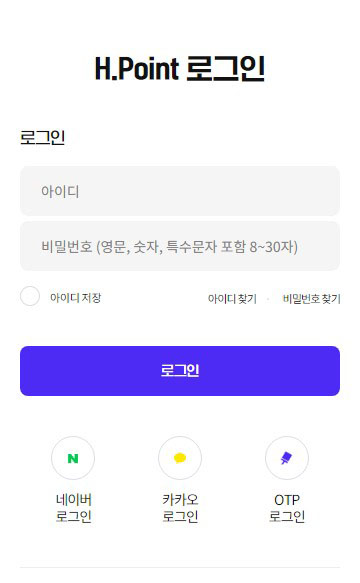 H.Point 로그인
로그인
아이디
비밀번호 (영문, 숫자, 특수문자 포함 8~30자)
아이디 저장
아이디 찾기 · 비밀번호 찾기
로그인
네이버
로그인
카카오
로그인
OTP
로그인